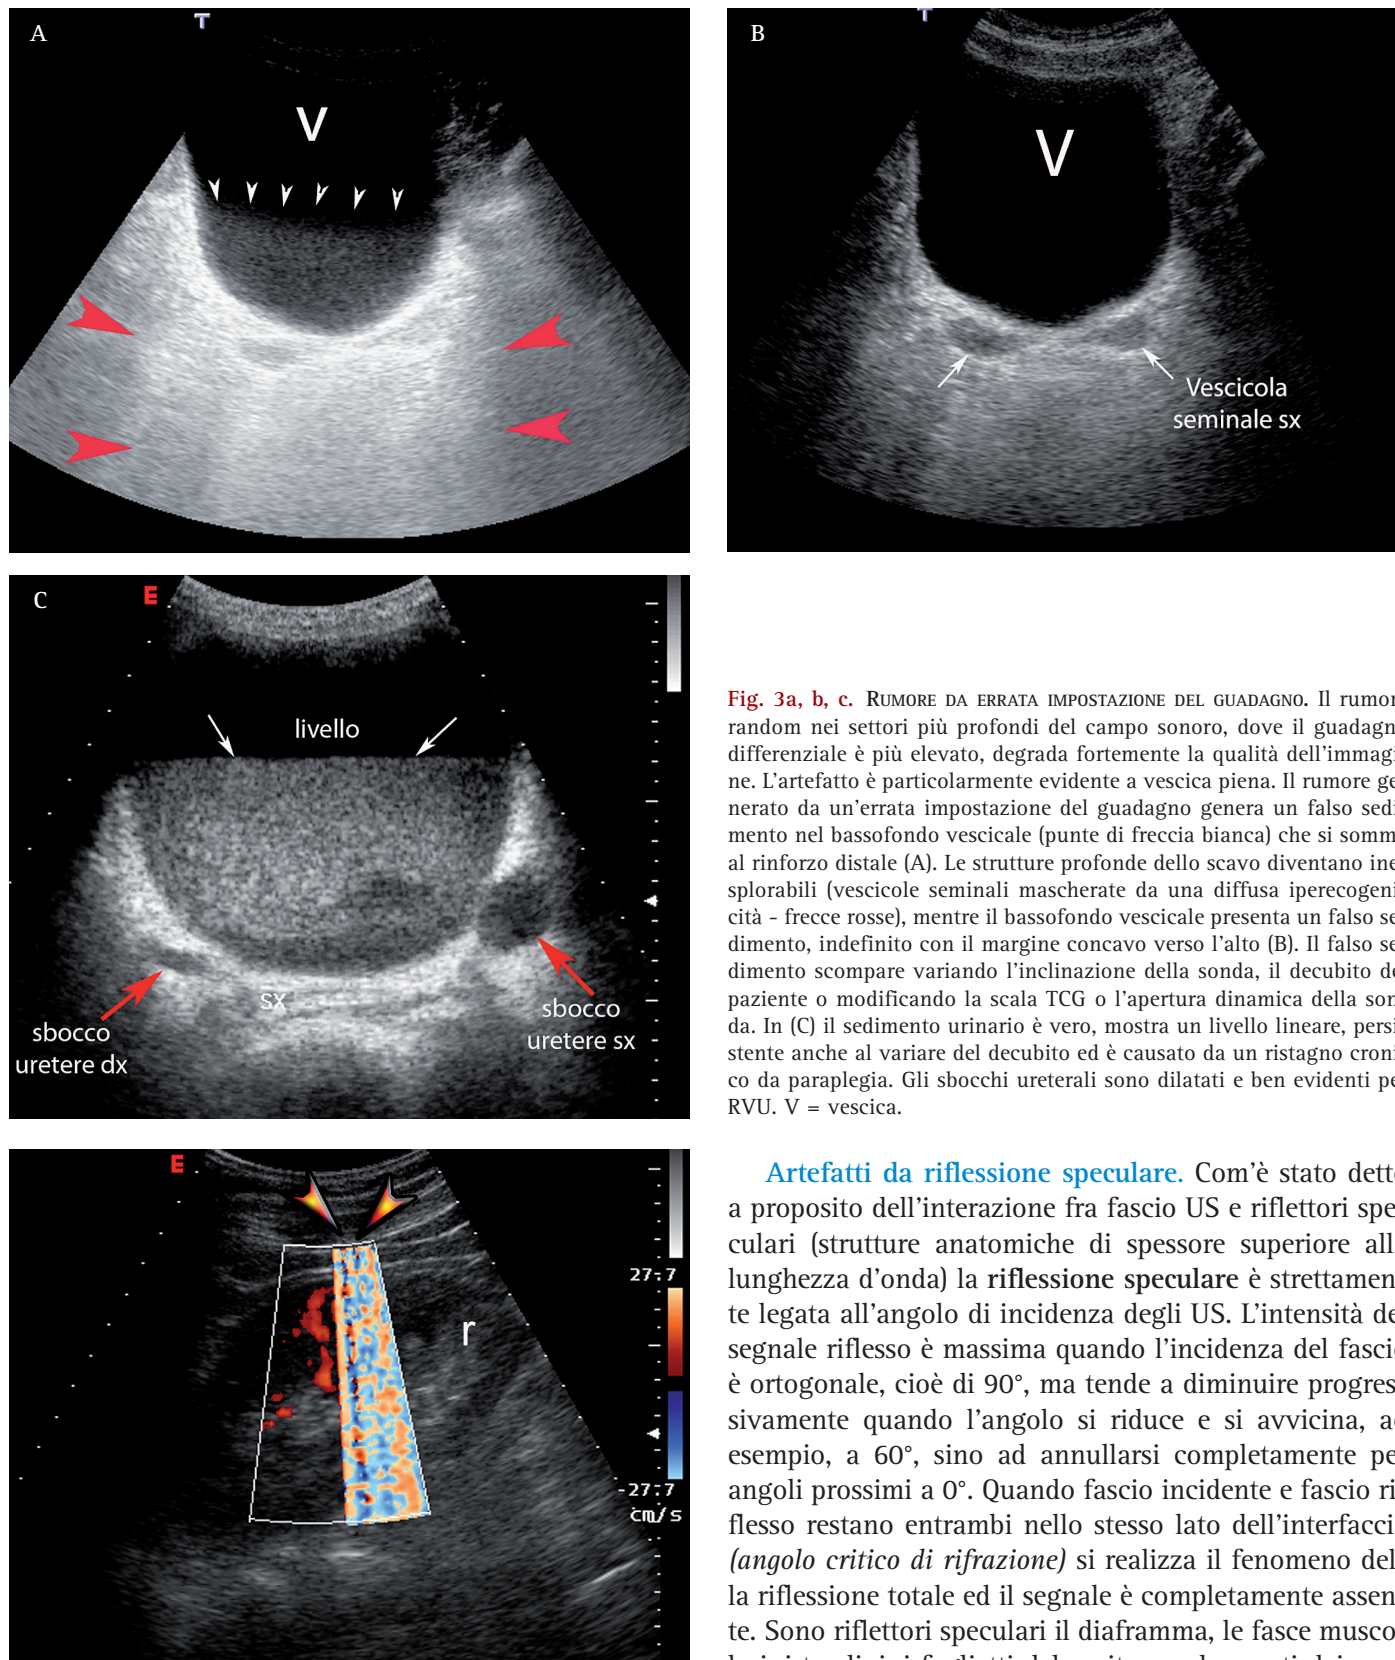 A
T
V
B
T
V
Vescicola
seminale sx
C
E
livello
sx
sbocco
uretere dx
sbocco
uretere sx
Fig. 3a, b, c. RUMORE DA ERRATA IMPOSTAZIONE DEL GUADAGNO. Il rumor
random nei settori più profondi del campo sonoro, dove il guadagn
differenziale è più elevato, degrada fortemente la qualità dell'immagi
ne. L'artefatto è particolarmente evidente a vescica piena. Il rumore ge
nerato da un'errata impostazione del guadagno genera un falso sedi
mento nel bassofondo vescicale (punte di freccia bianca) che si somm
al rinforzo distale (A). Le strutture profonde dello scavo diventano ine
splorabili (vescicole seminali mascherate da una diffusa iperecogeni
cità - frecce rosse), mentre il bassofondo vescicale presenta un falso se
dimento, indefinito con il margine concavo verso l'alto (B). Il falso se
dimento scompare variando l'inclinazione della sonda, il decubito de
paziente o modificando la scala TCG o l'apertura dinamica della son
da. In (C) il sedimento urinario è vero, mostra un livello lineare, persi
stente anche al variare del decubito ed è causato da un ristagno croni
co da paraplegia. Gli sbocchi ureterali sono dilatati e ben evidenti pe
RVU. V = vescica.
E
r
27.7
-27.7
cm/s
Artefatti da riflessione speculare. Com'è stato dett
a proposito dell'interazione fra fascio US e riflettori spe
culari (strutture anatomiche di spessore superiore all
lunghezza d'onda) la riflessione speculare è strettamen
te legata all'angolo di incidenza degli US. L'intensità de
segnale riflesso è massima quando l'incidenza del fasci
è ortogonale, cioè di 90°, ma tende a diminuire progres
sivamente quando l'angolo si riduce e si avvicina, a
esempio, a 60°, sino ad annullarsi completamente pe
angoli prossimi a 0°. Quando fascio incidente e fascio ri
flesso restano entrambi nello stesso lato dell'interfacci
(angolo critico di rifrazione) si realizza il fenomeno del
la riflessione totale ed il segnale è completamente assen
te. Sono riflettori speculari il diaframma, le fasce musco